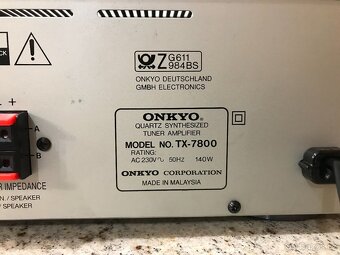 Z G611
984BS
ONKYO DEUTSCHLAND
GMBH ELECTRONICS
ONKYO®
QUARTZ SYNTHESIZED
TUNER AMPLIFIER
MODEL NO. TX-7800
RATING:
AC 230V~ 50HZ 140W
ONKYO CORPORATION
MADE IN MALAYSIA
+
A
B
IMPEDANCE
/SPEAKER
/ SPEAKER